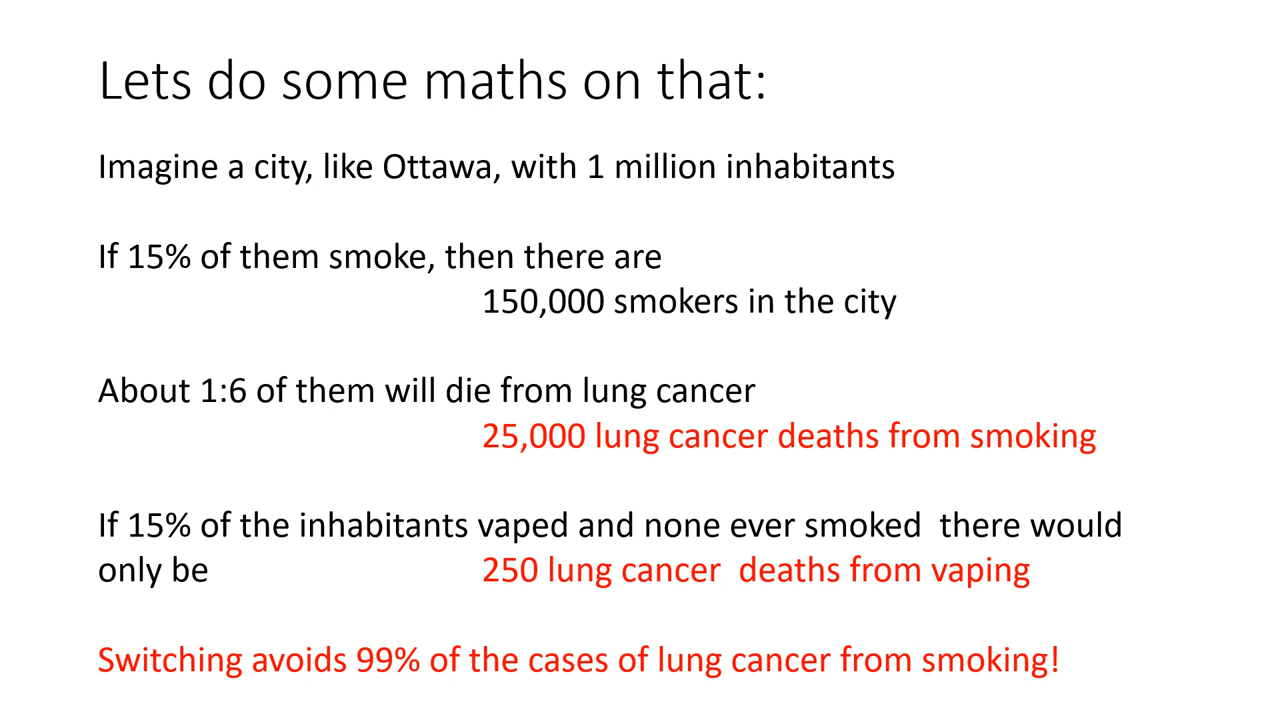 Lets do some maths on that:
Imagine a city, like Ottawa, with 1 million inhabitants
If 15% of them smoke, then there are
150,000 smokers in the city
About 1:6 of them will die from lung cancer
25,000 lung cancer deaths from smoking
If 15% of the inhabitants vaped and none ever smoked  there would
only be 250 lung cancer  deaths from vaping
Switching avoids 99% of the cases of lung cancer from smoking!